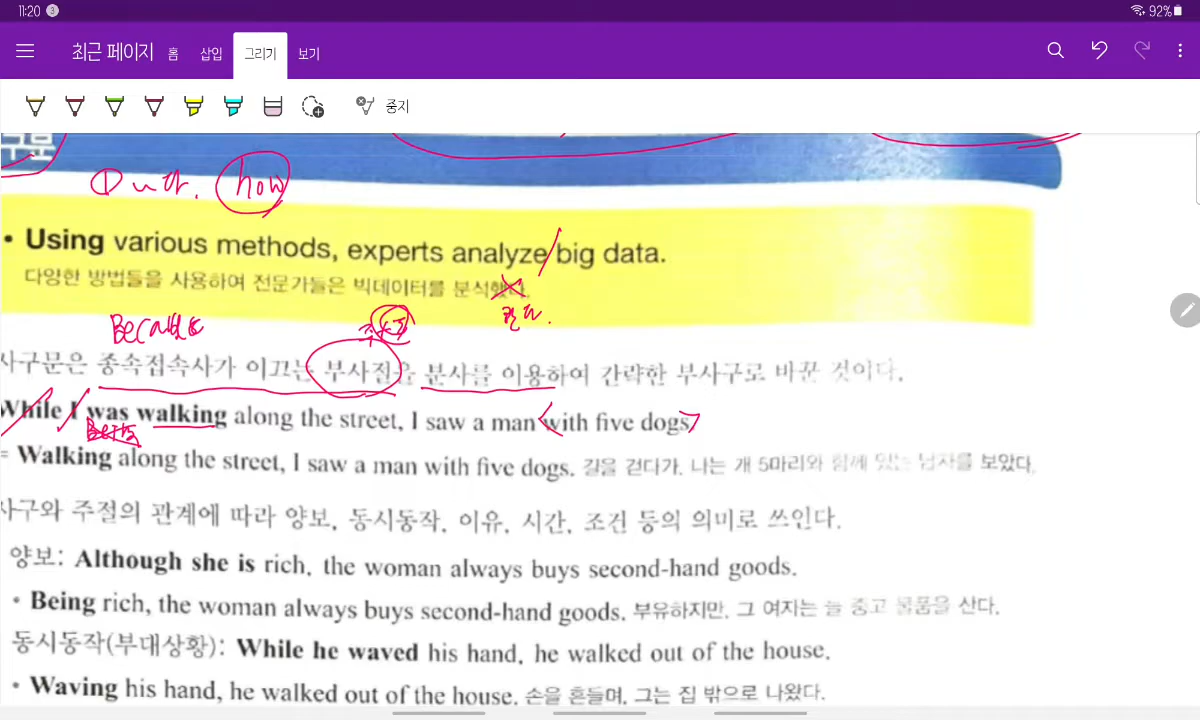 11:20 3 92%
최근 페이지 홈 삽입 그리기 보기
중지
구문
how
• Using various methods, experts analyze/big data.
다양한 방법들을 사용하여 전문가들은 빅데이터를 분석했다.
Because
사구문은 종속접속사가 이끄는 부사절을 분사를 이용하여 간략한 부사구로 바꾼 것이다.
While I was walking along the street, I saw a man <with five dogs>
= Walking along the street, I saw a man with five dogs. 길을 걷다가, 나는 개 5마리와 함께 있는 남자를 보았다.
사구와 주절의 관계에 따라 양보, 동시동작, 이유, 시간, 조건 등의 의미로 쓰인다.
양보: Although she is rich, the woman always buys second-hand goods.
• Being rich, the woman always buys second-hand goods. 부유하지만, 그 여자는 늘 중고 물품을 산다.
동시동작(부대상황): While he waved his hand, he walked out of the house.
• Waving his hand, he walked out of the house. 손을 흔들며, 그는 집 밖으로 나왔다.